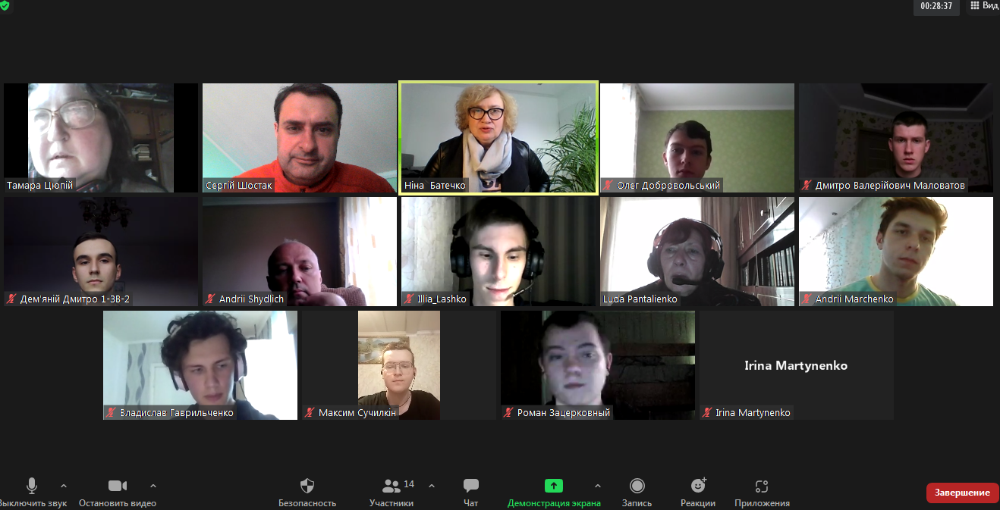 00:28:37
Вид
Тамара Цюпій
Сергій Шостак
Ніна Батечко
Олег Добровольський
Дмитро Валерійович Маловатов
Дем'яній Дмитро 1-ЗВ-2
Andrii Shydlich
Illia_Lashko
Luda Pantalienko
Andrii Marchenko
Владислав Гаврильченко
Максим Сучилкін
Роман Зацерковный
Irina Martynenko
Irina Martynenko
14
Выключить звук
Остановить видео
Безопасность
Участники
Чат
Демонстрация экрана
Запись
Реакции
Приложения
Завершение